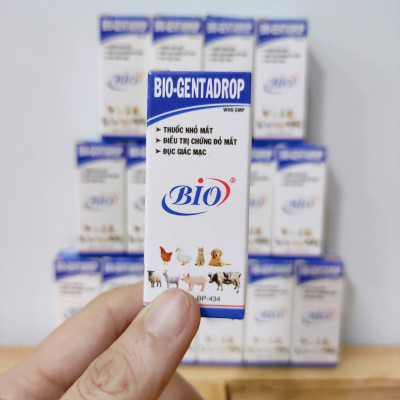 BIO-GENTADROP
WHO GMP
➤ THUỐC NHỎ MẮT
➤ ĐIỀU TRỊ CHỨNG ĐỎ MẮT
➤ ĐỤC GIÁC MẠC
BIO®
BP-434